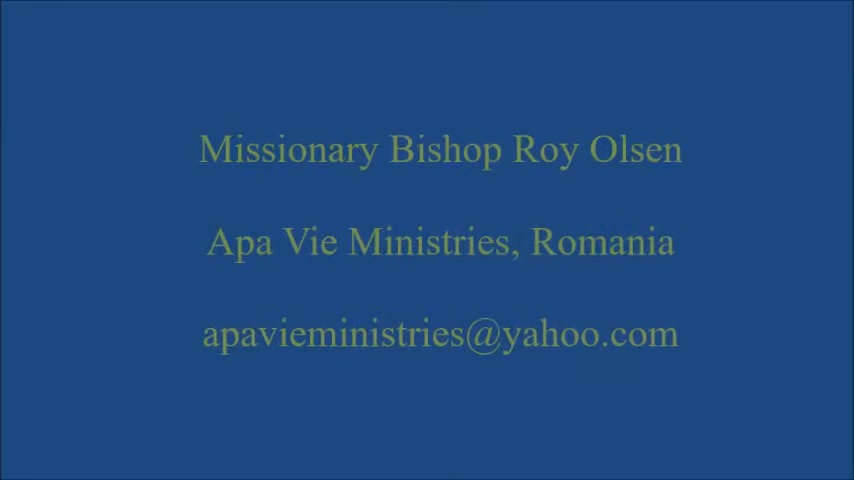 Missionary Bishop Roy Olsen
Apa Vie Ministries, Romania
apavieministries@yahoo.com